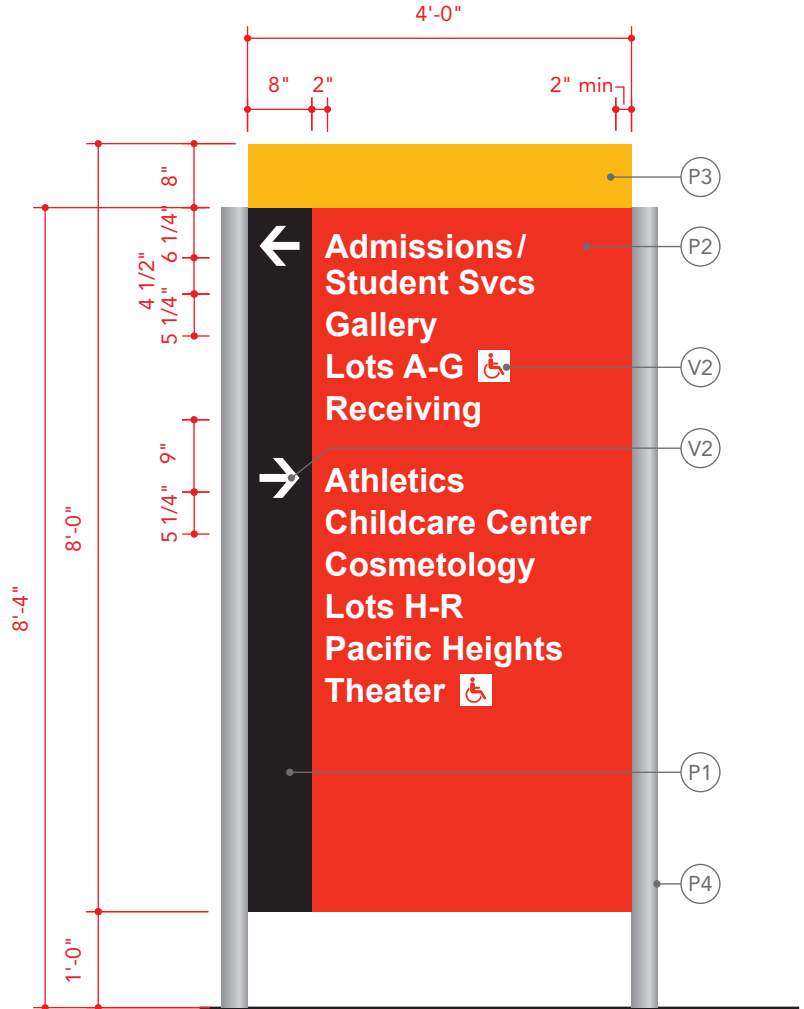 4'-0"
8"
2"
2" min
8"
P3
6 1/4"
Admissions/
P2
4 1/2"
Student Svcs
5 1/4"
Gallery
Lots A-G
V2
Receiving
9"
V2
Athletics
5 1/4"
Childcare Center
8'-0"
Cosmetology
8'-4"
Lots H-R
Pacific Heights
Theater
P1
P4
1'-0"